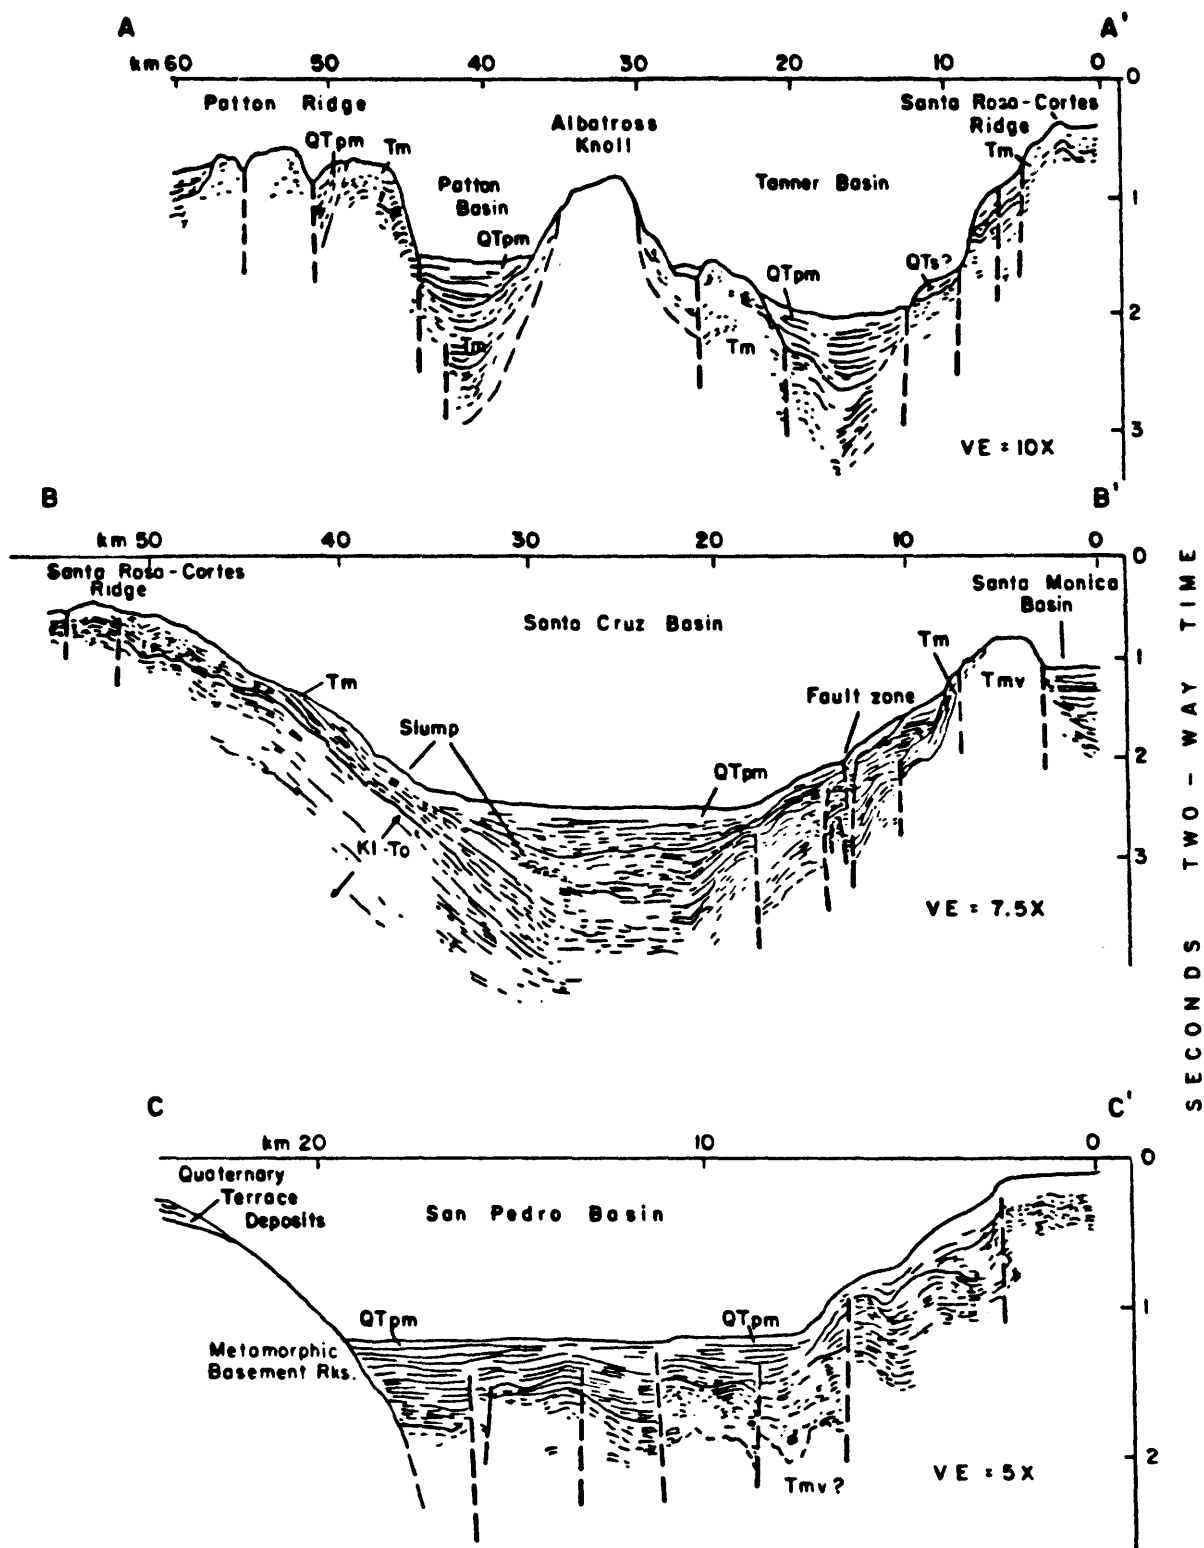 A A'
km 60 50 40 30 20 10 0
0
Patton Ridge
Albatross
Knoll
Santa Rosa-Cortes
Ridge
QTpm
Tm
Tm
Patton
Basin
Tanner Basin
1
QTpm
QTpm
QTs?
2
Tm
Tm
3
VE = 10X
B B'
km 50 40 30 20 10 0
0
Santa Rosa-Cortes
Ridge
Santa Cruz Basin
Santa Monica
Basin
Tm
1
Tm
Tmv
Fault zone
Slump
2
QTpm
Kl-To
3
VE = 7.5X
SECONDS TWO-WAY TIME
C C'
km 20 10 0
0
Quaternary
Terrace
Deposits
San Pedro Basin
1
QTpm
QTpm
Metamorphic
Basement Rks.
2
Tmv?
VE = 5X